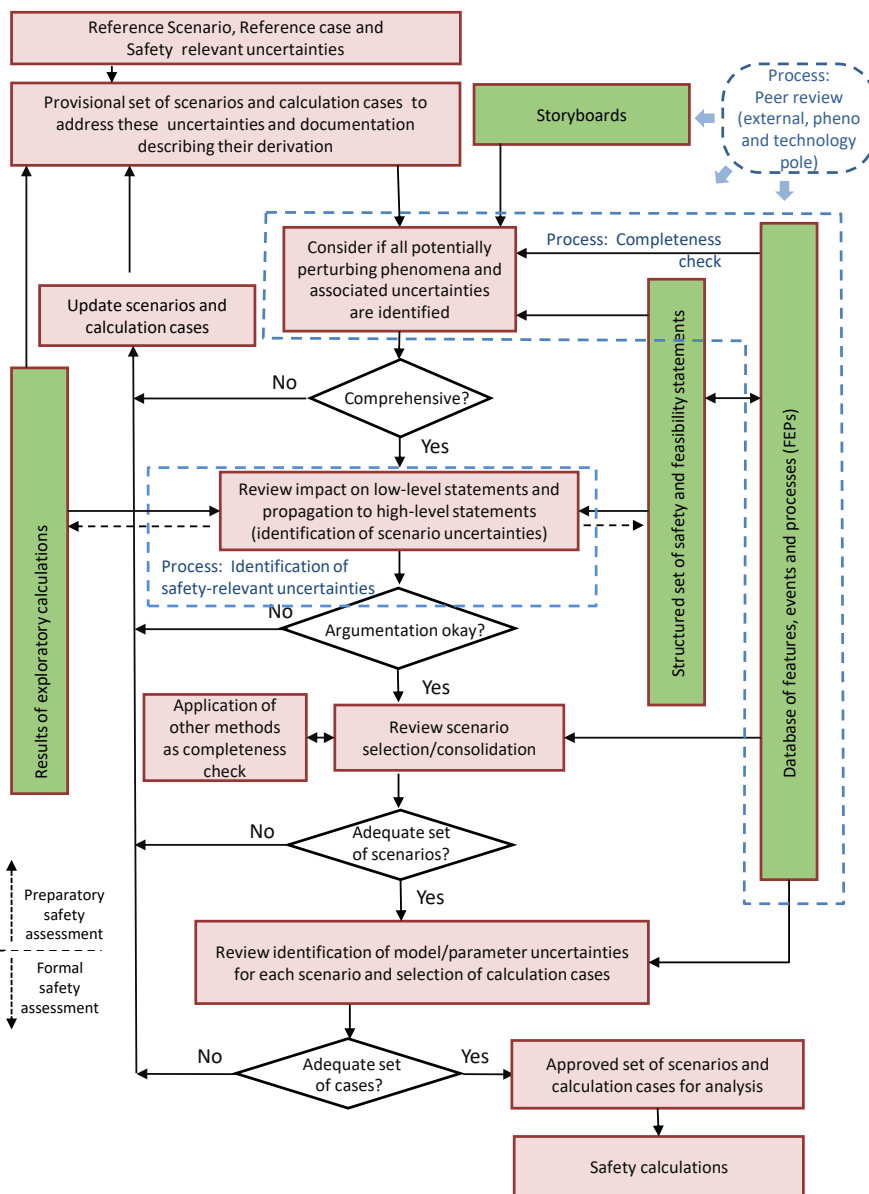 Reference Scenario, Reference case and
Safety relevant uncertainties
Provisional set of scenarios and calculation cases to
address these uncertainties and documentation
describing their derivation
Storyboards
Process:
Peer review
(external, pheno
and technology
pole)
Consider if all potentially
perturbing phenomena and
associated uncertainties
are identified
Process: Completeness
check
Update scenarios and
calculation cases
No
Comprehensive?
Yes
Review impact on low-level statements and
propagation to high-level statements
(identification of scenario uncertainties)
Process: Identification of
safety-relevant uncertainties
No
Argumentation okay?
Yes
Results of exploratory calculations
Structured set of safety and feasibility statements
Database of features, events and processes (FEPs)
Application of
other methods
as completeness
check
Review scenario
selection/consolidation
No
Adequate set
of scenarios?
Yes
Preparatory
safety
assessment
Formal
safety
assessment
Review identification of model/parameter uncertainties
for each scenario and selection of calculation cases
No
Adequate set
of cases?
Yes
Approved set of scenarios and
calculation cases for analysis
Safety calculations